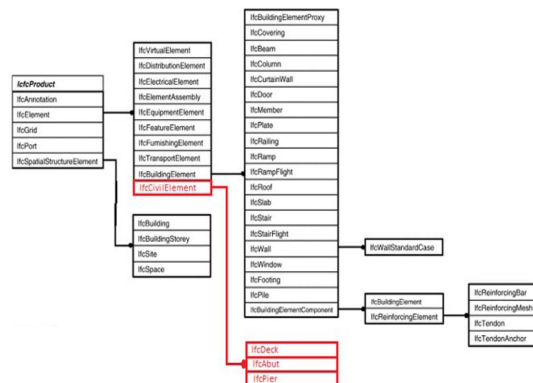 IcfcProduct
IfcAnnotation
IfcElement
IfcGrid
IfcPort
IfcSpatialStructureElement
IfcVirtualElement
IfcDistributionElement
IfcElectricalElement
IfcElementAssembly
IfcEquipmentElement
IfcFeatureElement
IfcFurnishingElement
IfcTransportElement
IfcBuildingElement
IfcCivilElement
IfcBuilding
IfcBuildingStorey
IfcSite
IfcSpace
IfcBuildingElementProxy
IfcCovering
IfcBeam
IfcColumn
IfcCurtainWall
IfcDoor
IfcMember
IfcPlate
IfcRailing
IfcRamp
IfcRampFlight
IfcRoof
IfcSlab
IfcStair
IfcStairFlight
IfcWall
IfcWindow
IfcFooting
IfcPile
IfcBuildingElementComponent
IfcWallStandardCase
IfcBuildingElement
IfcReinforcingElement
IfcReinforcingBar
IfcReinforcingMesh
IfcTendon
IfcTendonAnchor
IfcDeck
IfcAbut
IfcPier